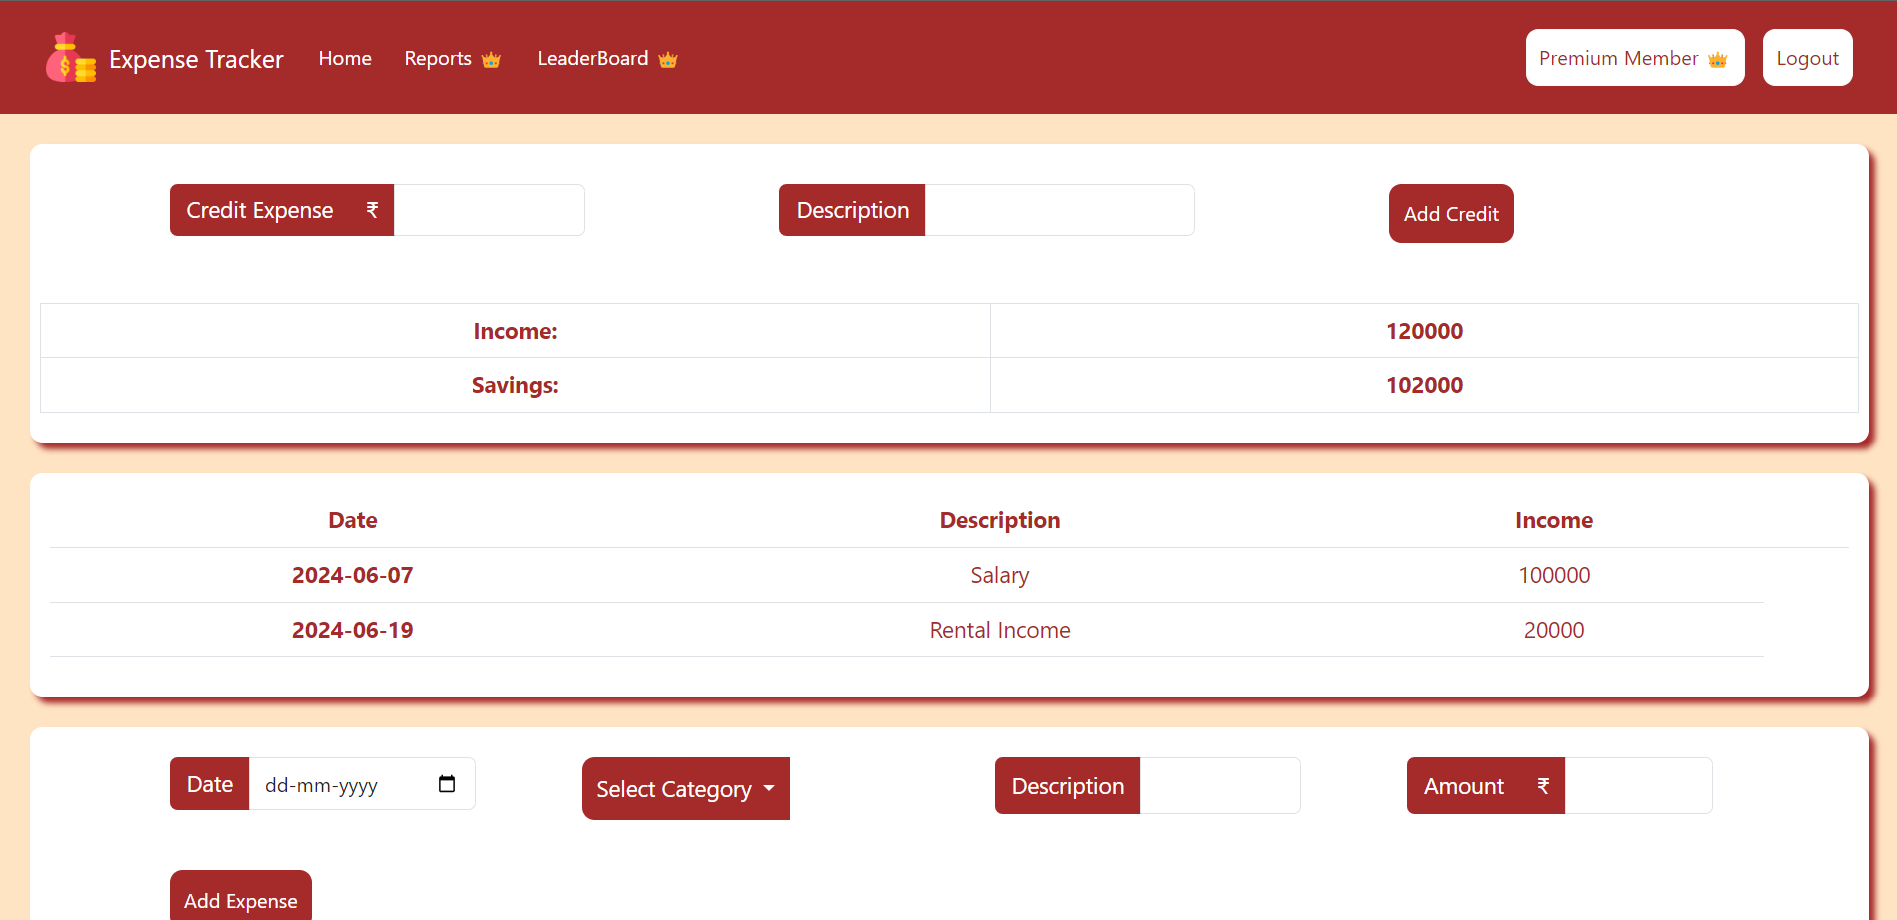 Expense Tracker Home Reports LeaderBoard Premium Member Logout
Credit Expense ₹ Description Add Credit
Income: 120000
Savings: 102000
Date Description Income
2024-06-07 Salary 100000
2024-06-19 Rental Income 20000
Date dd-mm-yyyy Select Category Description Amount ₹
Add Expense